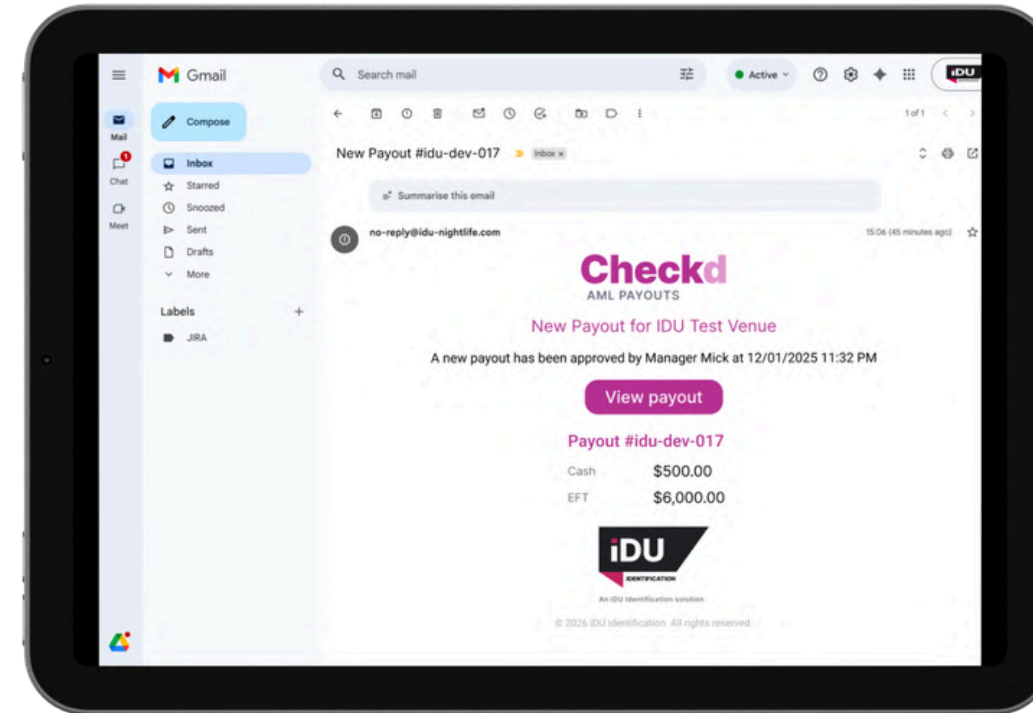 Gmail
Search mail
Active
iDU
Mail
Chat
Meet
1
Compose
Inbox
Starred
Snoozed
Sent
Drafts
More
Labels
JIRA
1 of 1
New Payout #idu-dev-017
Inbox x
Summarise this email
no-reply@idu-nightlife.com
15:06 (45 minutes ago)
Checkd
AML PAYOUTS
New Payout for IDU Test Venue
A new payout has been approved by Manager Mick at 12/01/2025 11:32 PM
View payout
Payout #idu-dev-017
Cash $500.00
EFT $6,000.00
iDU
IDENTIFICATION
An iDU Identification solution
© 2026 iDU Identification. All rights reserved.